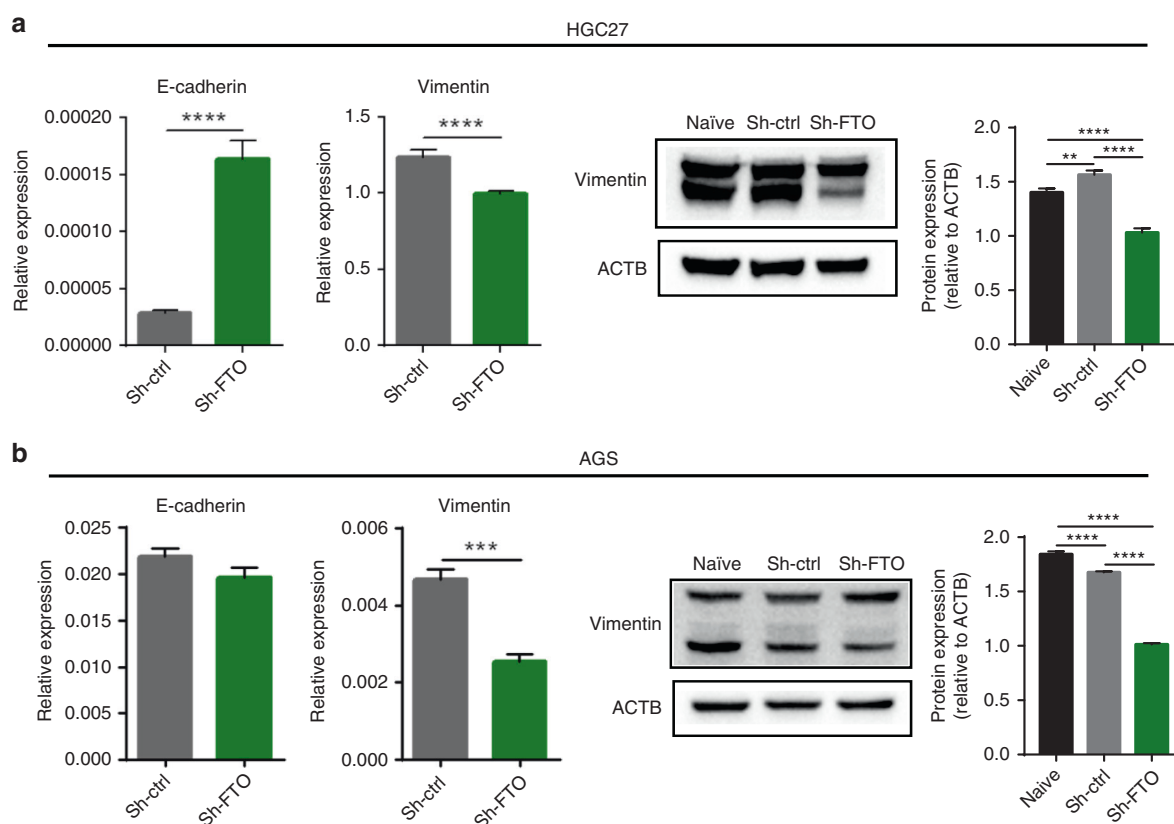 a
HGC27
E-cadherin
Relative expression
0.00020
0.00015
0.00010
0.00005
0.00000
****
Sh-ctrl
Sh-FTO
Vimentin
Relative expression
1.5
1.0
1.5
0.0
****
Sh-ctrl
Sh-FTO
Naïve Sh-ctrl Sh-FTO
Vimentin
ACTB
Protein expression
(relative to ACTB)
2.0
1.5
1.0
1.5
0.0
****
** ****
Naive
Sh-ctrl
Sh-FTO
b
AGS
E-cadherin
Relative expression
0.025
0.020
0.015
0.010
0.005
0.000
Sh-ctrl
Sh-FTO
Vimentin
Relative expression
0.006
0.004
0.002
0.000
***
Sh-ctrl
Sh-FTO
Naïve Sh-ctrl Sh-FTO
Vimentin
ACTB
Protein expression
(relative to ACTB)
2.0
1.5
1.0
1.5
0.0
****
****
****
Naive
Sh-ctrl
Sh-FTO